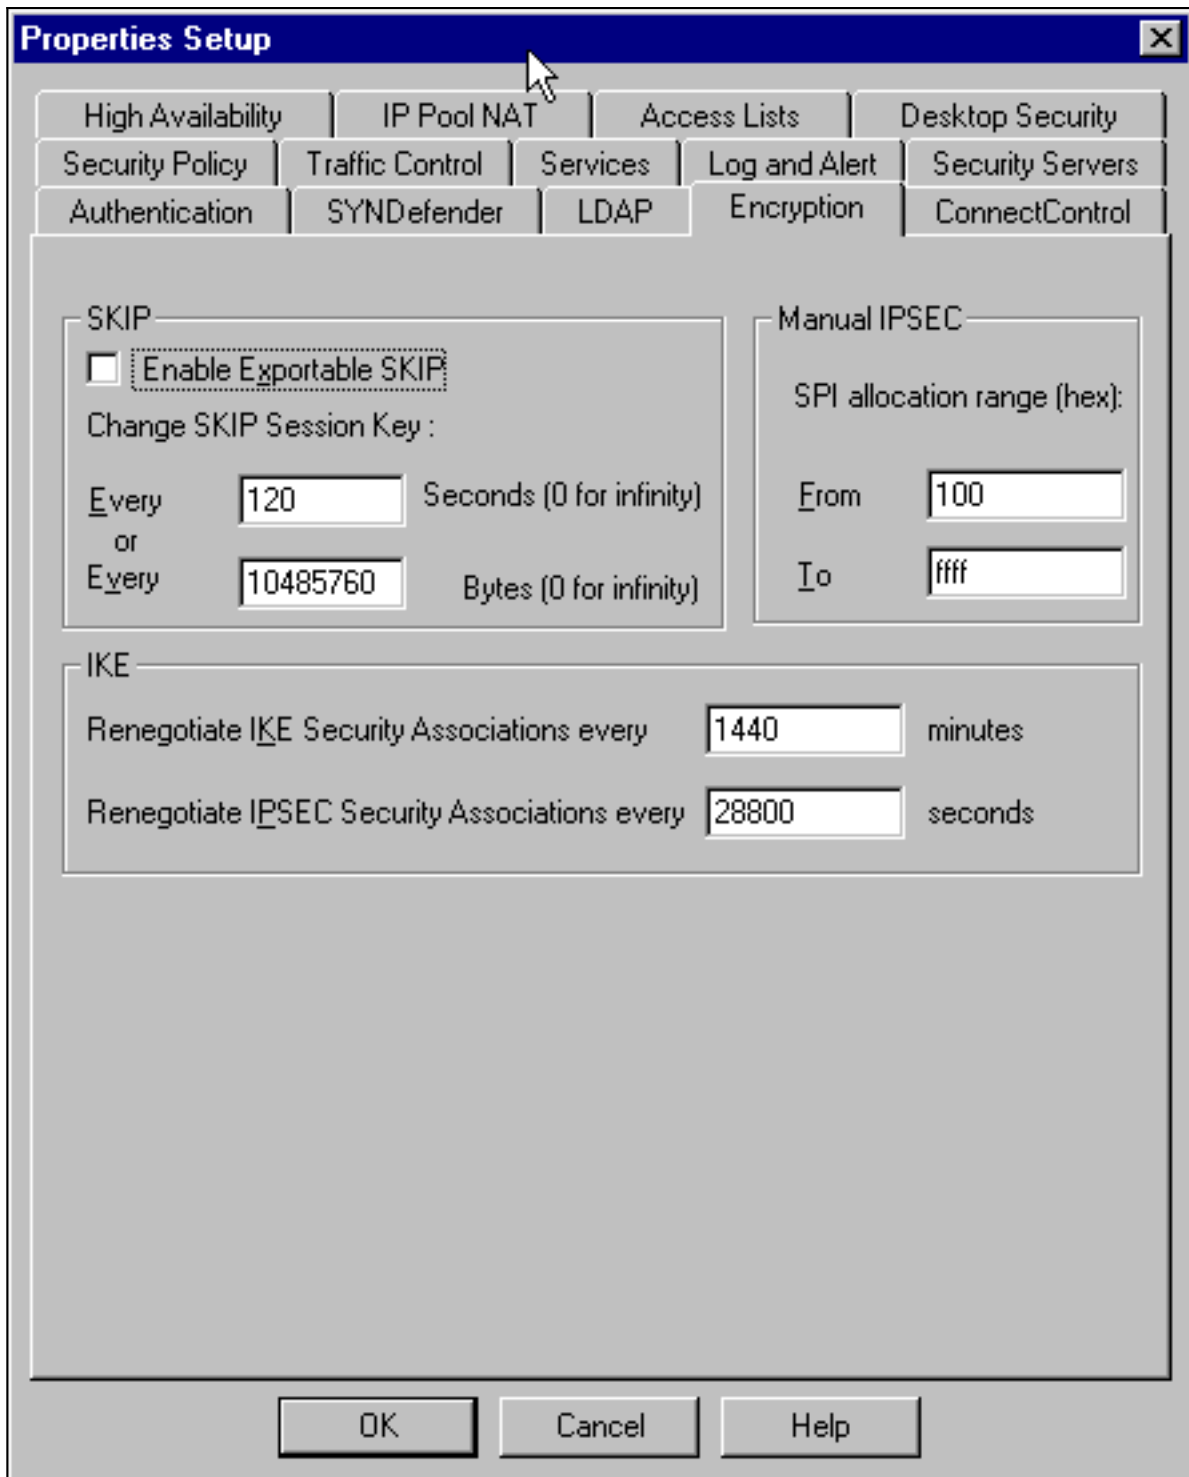 Properties Setup
High Availability
IP Pool NAT
Access Lists
Desktop Security
Security Policy
Traffic Control
Services
Log and Alert
Security Servers
Authentication
SYNDefender
LDAP
Encryption
ConnectControl
SKIP
Enable Exportable SKIP
Change SKIP Session Key :
Every 120 Seconds (0 for infinity)
or
Every 10485760 Bytes (0 for infinity)
Manual IPSEC
SPI allocation range (hex):
From 100
To ffff
IKE
Renegotiate IKE Security Associations every 1440 minutes
Renegotiate IPSEC Security Associations every 28800 seconds
OK
Cancel
Help